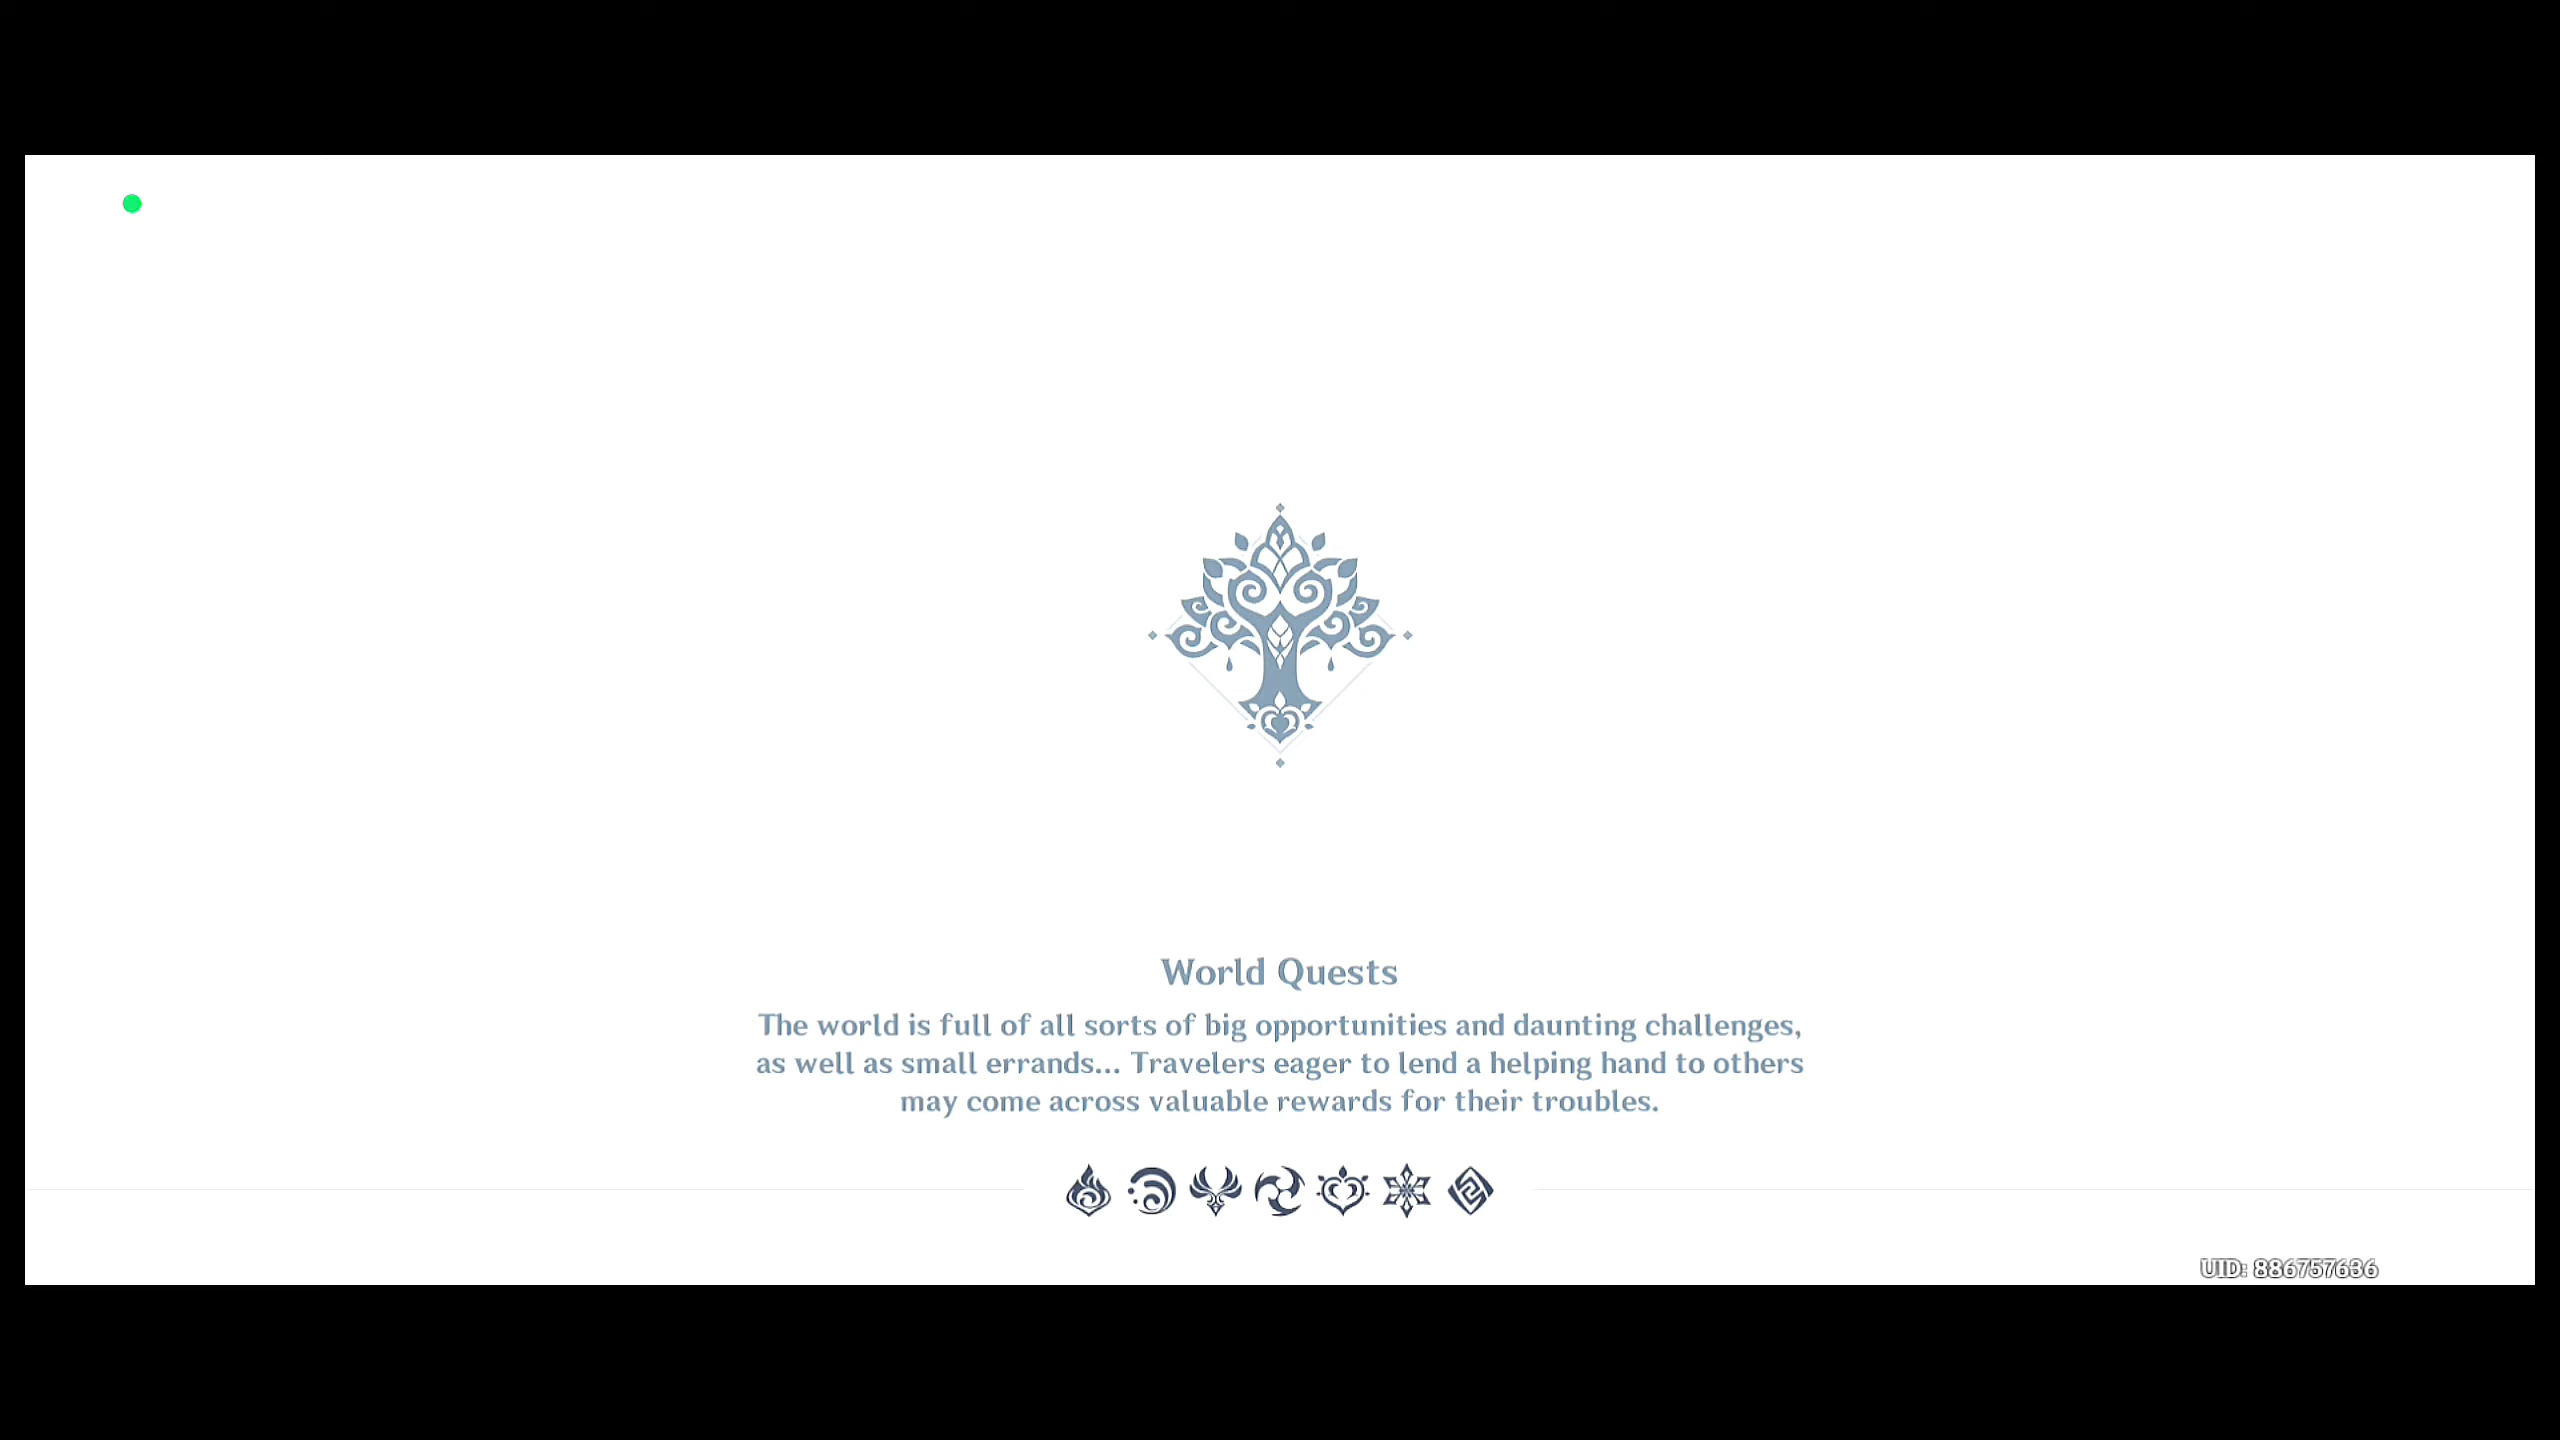 World Quests
The world is full of all sorts of big opportunities and daunting challenges,
as well as small errands... Travelers eager to lend a helping hand to others
may come across valuable rewards for their troubles.
UID: 886757636